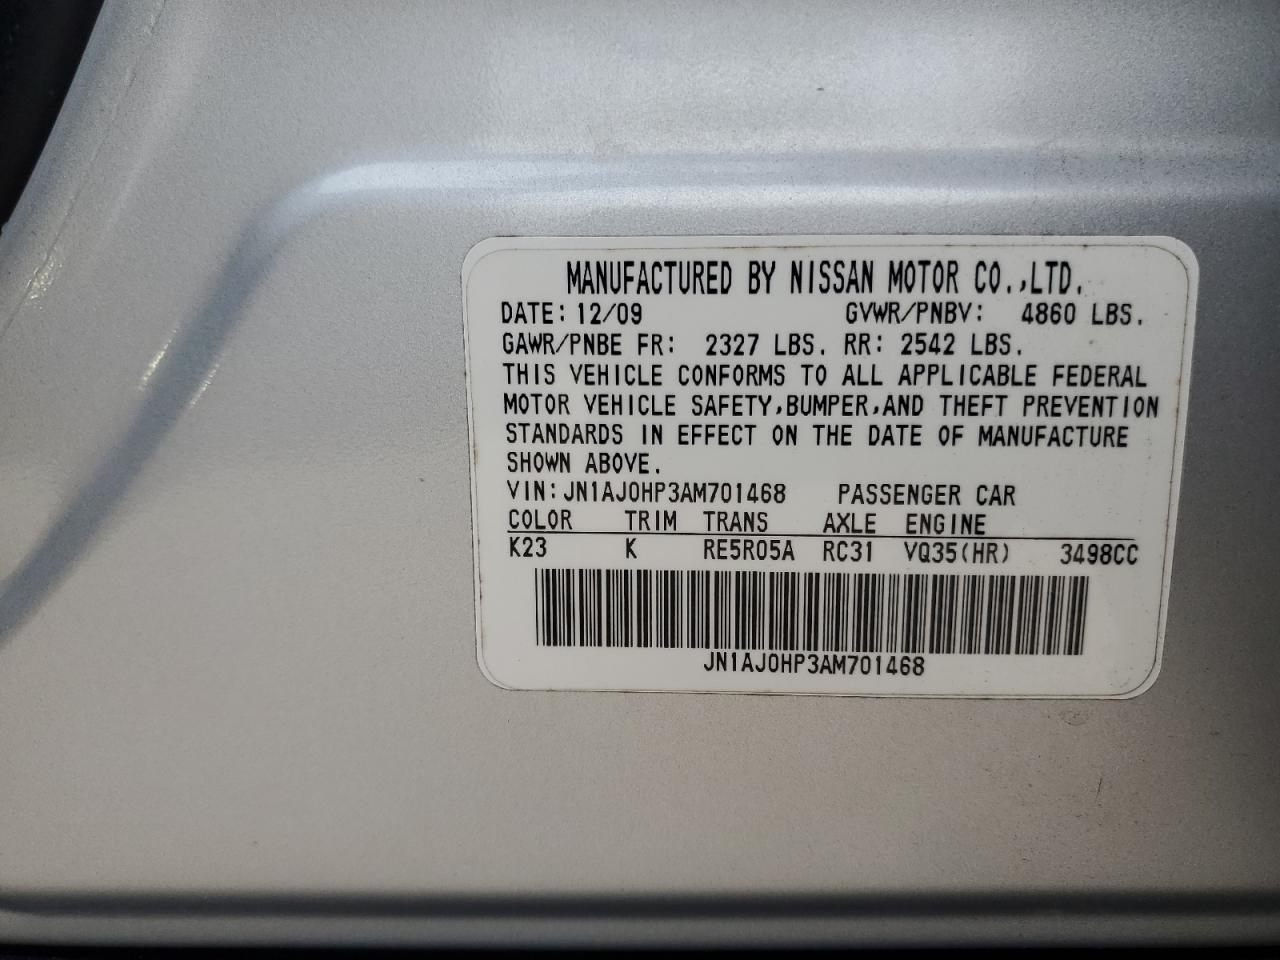 MANUFACTURED BY NISSAN MOTOR CO.,LTD.
DATE: 12/09 GVWR/PNBV: 4860 LBS.
GAWR/PNBE FR: 2327 LBS. RR: 2542 LBS.
THIS VEHICLE CONFORMS TO ALL APPLICABLE FEDERAL
MOTOR VEHICLE SAFETY,BUMPER,AND THEFT PREVENTION
STANDARDS IN EFFECT ON THE DATE OF MANUFACTURE
SHOWN ABOVE.
VIN: JN1AJ0HP3AM701468 PASSENGER CAR
COLOR TRIM TRANS AXLE ENGINE
K23 K RE5R05A RC31 VQ35(HR) 3498CC
JN1AJ0HP3AM701468